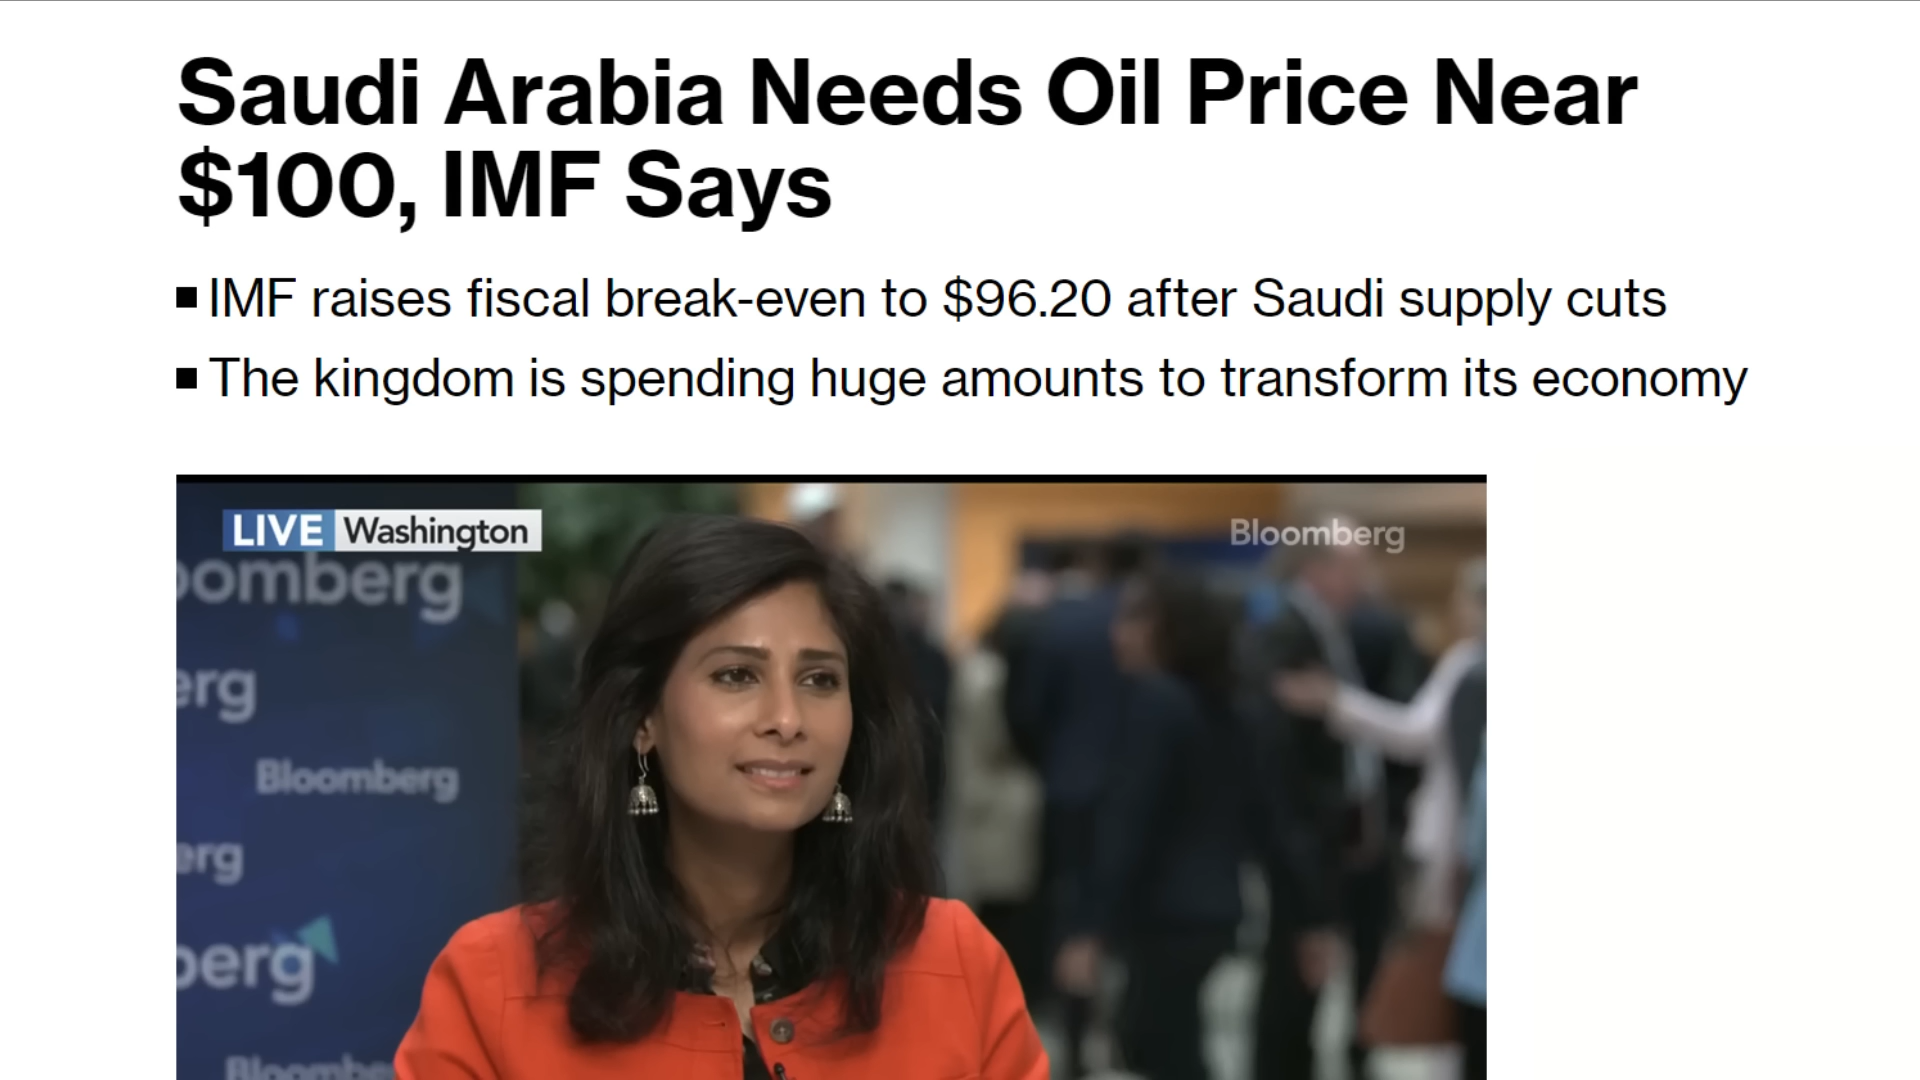 Saudi Arabia Needs Oil Price Near
$100, IMF Says
IMF raises fiscal break-even to $96.20 after Saudi supply cuts
The kingdom is spending huge amounts to transform its economy
LIVE Washington
Bloomberg
oomberg
erg
Bloomberg
erg
berg
Bloomberg